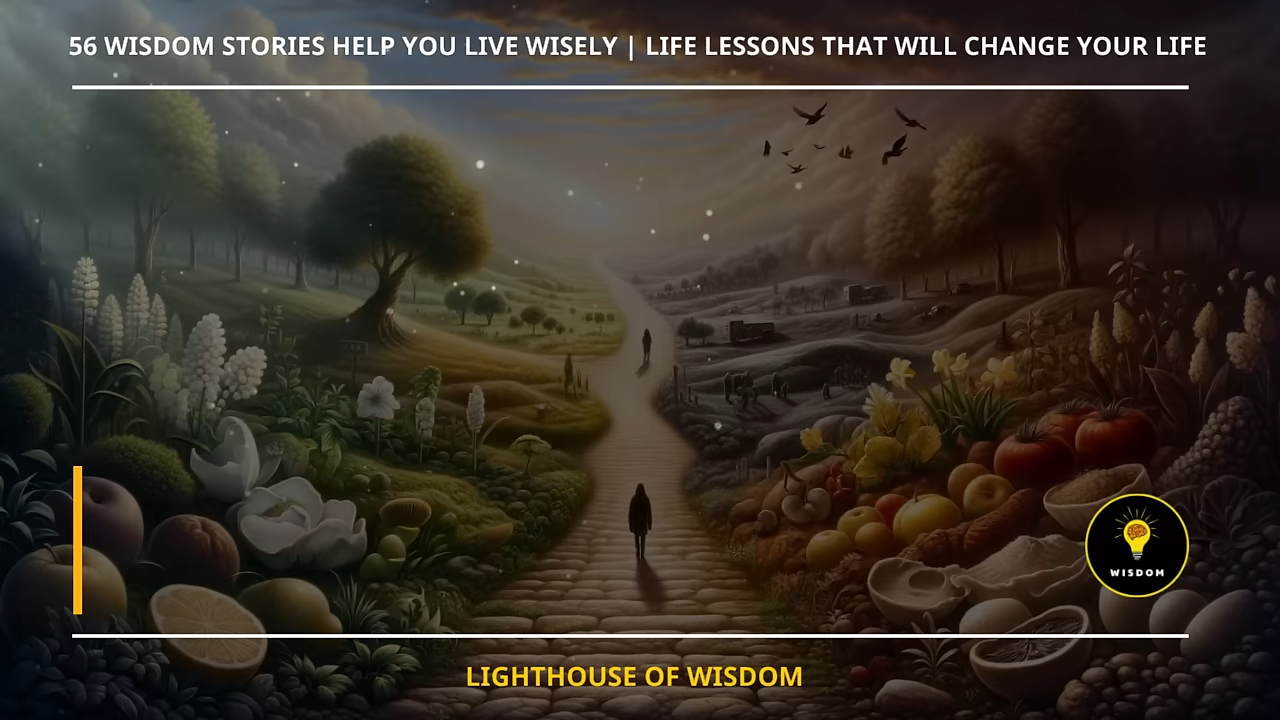 56 WISDOM STORIES HELP YOU LIVE WISELY | LIFE LESSONS THAT WILL CHANGE YOUR LIFE
WISDOM
LIGHTHOUSE OF WISDOM